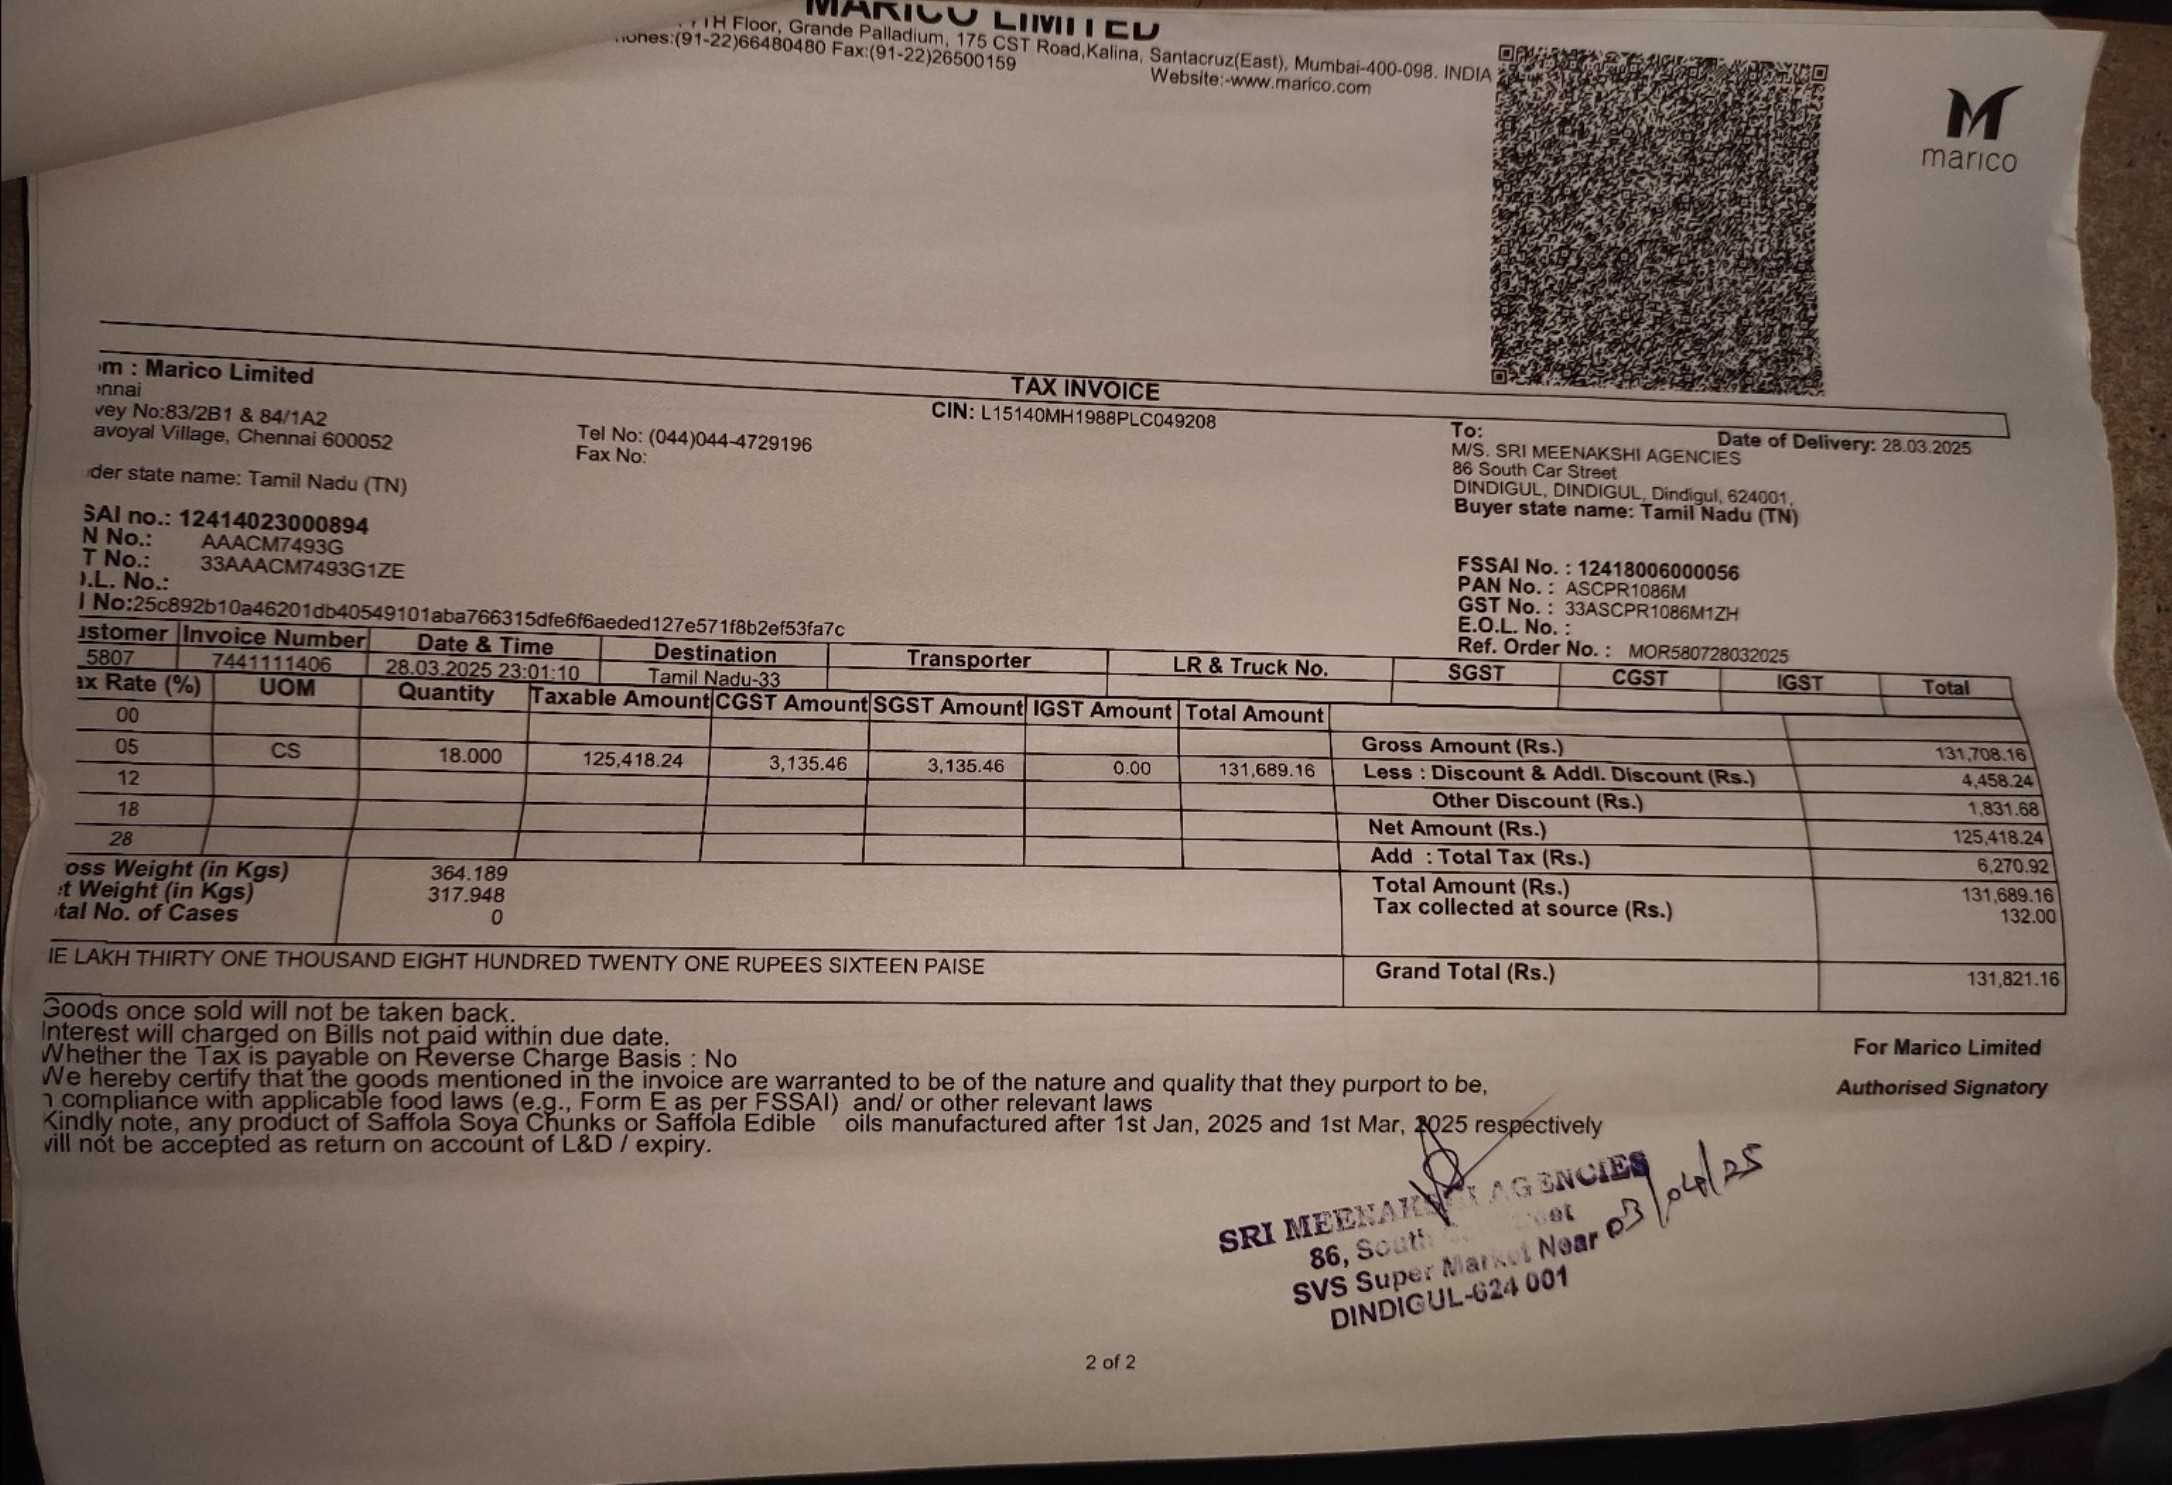 MARICO LIMITED
Floor, Grande Palladium, 175 CST Road,Kalina, Santacruz(East), Mumbai-400-098. INDIA
(91-22)66480480 Fax:(91-22)26500159
Website:-www.marico.com
marico
TAX INVOICE
CIN: L15140MH1988PLC049208
m : Marico Limited
nnai
vey No:83/2B1 & 84/1A2
avoyal Village, Chennai 600052
der state name: Tamil Nadu (TN)
Tel No: (044)044-4729196
Fax No:
SAI no.: 12414023000894
N No.: AAACM7493G
T No.: 33AAACM7493G1ZE
.L. No.:
I No:25c892b10a46201db40549101aba766315dfe6f6aeded127e571f8b2ef53fa7c
To:
Date of Delivery: 28.03.2025
M/S. SRI MEENAKSHI AGENCIES
86 South Car Street
DINDIGUL, DINDIGUL, Dindigul, 624001,
Buyer state name: Tamil Nadu (TN)
FSSAI No. : 12418006000056
PAN No. : ASCPR1086M
GST No. : 33ASCPR1086M1ZH
E.O.L. No. :
Ref. Order No. : MOR580728032025
ustomer Invoice Number Date & Time Destination Transporter LR & Truck No. SGST CGST IGST Total
5807 7441111406 28.03.2025 23:01:10 Tamil Nadu-33
ax Rate (%) UOM Quantity Taxable Amount CGST Amount SGST Amount IGST Amount Total Amount
00
05 CS 18.000 125,418.24 3,135.46 3,135.46 0.00 131,689.16
12
18
28
Gross Amount (Rs.) 131,708.16
Less : Discount & Addl. Discount (Rs.) 4,458.24
Other Discount (Rs.) 1,831.68
Net Amount (Rs.) 125,418.24
Add : Total Tax (Rs.) 6,270.92
Total Amount (Rs.) 131,689.16
Tax collected at source (Rs.) 132.00
oss Weight (in Kgs) 364.189
t Weight (in Kgs) 317.948
tal No. of Cases 0
IE LAKH THIRTY ONE THOUSAND EIGHT HUNDRED TWENTY ONE RUPEES SIXTEEN PAISE
Grand Total (Rs.) 131,821.16
Goods once sold will not be taken back.
Interest will charged on Bills not paid within due date.
Whether the Tax is payable on Reverse Charge Basis : No
We hereby certify that the goods mentioned in the invoice are warranted to be of the nature and quality that they purport to be,
compliance with applicable food laws (e.g., Form E as per FSSAI) and/ or other relevant laws
Kindly note, any product of Saffola Soya Chunks or Saffola Edible oils manufactured after 1st Jan, 2025 and 1st Mar, 2025 respectively
will not be accepted as return on account of L&D / expiry.
For Marico Limited
Authorised Signatory
SRI MEENAKSHI AGENCIES
86, South
SVS Super Market Near
DINDIGUL-624 001
03/04/25
2 of 2